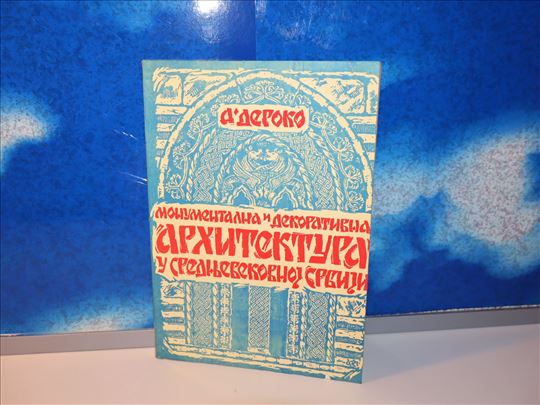 А·ДЕРОКО
МОНУМЕНТАЛНА И ДЕКОРАТИВНА
АРХИТЕКТУРА
У СРЕДЊЕВЕКОВНОЈ СРБИЈИ